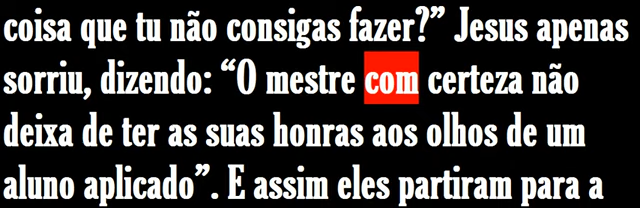 coisa que tu não consigas fazer?” Jesus apenas
sorriu, dizendo: “O mestre com certeza não
deixa de ter as suas honras aos olhos de um
aluno aplicado”. E assim eles partiram para a